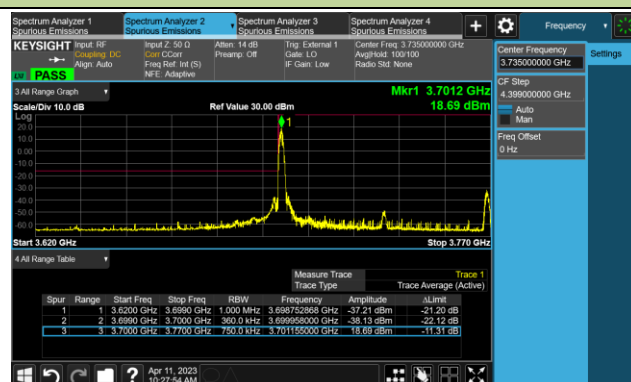 Spectrum Analyzer 1
Spurious Emissions
Spectrum Analyzer 2
Spurious Emissions
Spectrum Analyzer 3
Spurious Emissions
Spectrum Analyzer 4
Spurious Emissions
+
Frequency
KEYSIGHT
Input: RF
Coupling: DC
Align: Auto
Input Z: 50 Ω
Corr CCorr
Freq Ref: Int (S)
NFE: Adaptive
Atten: 14 dB
Preamp: Off
Trig: External 1
Gate: LO
IF Gain: Low
Center Freq: 3.735000000 GHz
Avg|Hold: 100/100
Radio Std: None
PASS
Center Frequency
3.735000000 GHz
Settings
CF Step
4.399000000 GHz
Auto
Man
Freq Offset
0 Hz
3 All Range Graph
Mkr1 3.7012 GHz
Scale/Div 10.0 dB
Ref Value 30.00 dBm
18.69 dBm
Log
1
20.0
10.0
0.00
-10.0
-20.0
-30.0
-40.0
-50.0
-60.0
Start 3.620 GHz
Stop 3.770 GHz
4 All Range Table
Measure Trace Trace 1
Trace Type Trace Average (Active)
Spur Range Start Freq Stop Freq RBW Frequency Amplitude ΔLimit
1 1 3.6200 GHz 3.6990 GHz 1.000 MHz 3.698752868 GHz -37.21 dBm -21.20 dB
2 2 3.6990 GHz 3.7000 GHz 360.0 kHz 3.699958000 GHz -38.13 dBm -22.12 dB
3 3 3.7000 GHz 3.7700 GHz 750.0 kHz 3.701155000 GHz 18.69 dBm -11.31 dB
?
Apr 11, 2023
10:27:54 AM